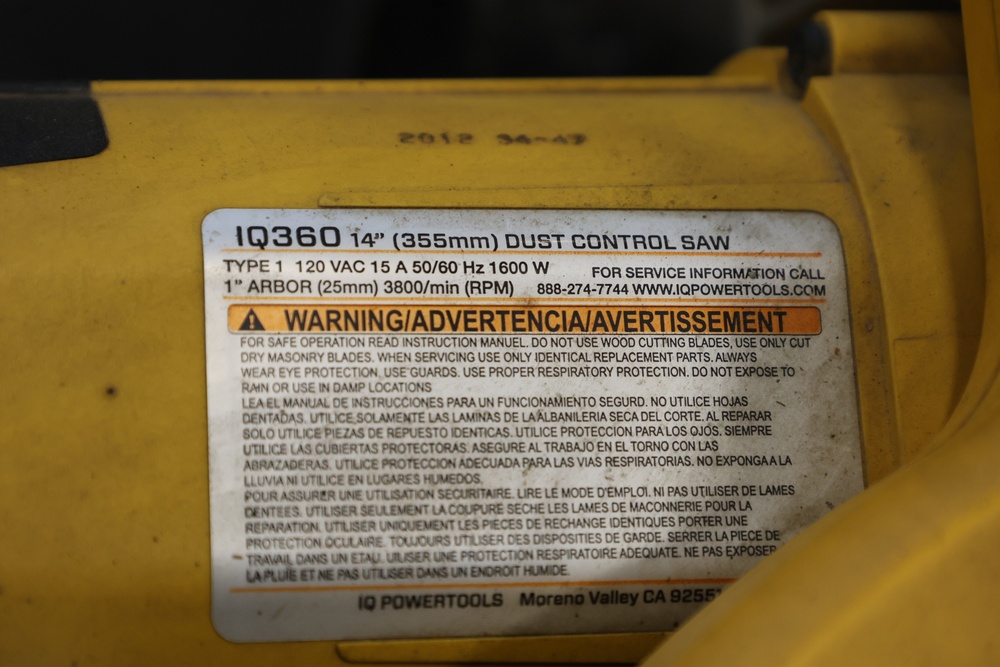 2012 34-47
IQ360 14” (355mm) DUST CONTROL SAW
TYPE 1 120 VAC 15 A 50/60 Hz 1600 W
FOR SERVICE INFORMATION CALL
1” ARBOR (25mm) 3800/min (RPM)
888-274-7744 WWW.IQPOWERTOOLS.COM
WARNING/ADVERTENCIA/AVERTISSEMENT
FOR SAFE OPERATION READ INSTRUCTION MANUEL. DO NOT USE WOOD CUTTING BLADES, USE ONLY CUT
DRY MASONRY BLADES. WHEN SERVICING USE ONLY IDENTICAL REPLACEMENT PARTS. ALWAYS
WEAR EYE PROTECTION. USE GUARDS. USE PROPER RESPIRATORY PROTECTION. DO NOT EXPOSE TO
RAIN OR USE IN DAMP LOCATIONS
LEA EL MANUAL DE INSTRUCCIONES PARA UN FUNCIONAMIENTO SEGURD. NO UTILICE HOJAS
DENTADAS. UTILICE SOLAMENTE LAS LAMINAS DE LA ALBANILERIA SECA DEL CORTE. AL REPARAR
SOLO UTILICE PIEZAS DE REPUESTO IDENTICAS. UTILICE PROTECCION PARA LOS OJOS. SIEMPRE
UTILICE LAS CUBIERTAS PROTECTORAS. ASEGURE AL TRABAJO EN EL TORNO CON LAS
ABRAZADERAS. UTILICE PROTECCION ADECUADA PARA LAS VIAS RESPIRATORIAS. NO EXPONGA A LA
LLUVIA NI UTILICE EN LUGARES HUMEDOS.
POUR ASSURER UNE UTILISATION SECURITAIRE. LIRE LE MODE D'EMPLOI. NI PAS UTILISER DE LAMES
DENTEES. UTILISER SEULEMENT LA COUPURE SECHE LES LAMES DE MACONNERIE POUR LA
REPARATION. UTILISER UNIQUEMENT LES PIECES DE RECHANGE IDENTIQUES PORTER UNE
PROTECTION OCULAIRE. TOUJOURS UTILISER DES DISPOSITIES DE GARDE. SERRER LA PIECE DE
TRAVAIL DANS UN ETAU. UILISER UNE PROTECTION RESPIRATOIRE ADEQUATE. NE PAS EXPOSER
LA PLUIE ET NE PAS UTILISER DANS UN ENDROIT HUMIDE.
IQ POWERTOOLS Moreno Valley CA 9255